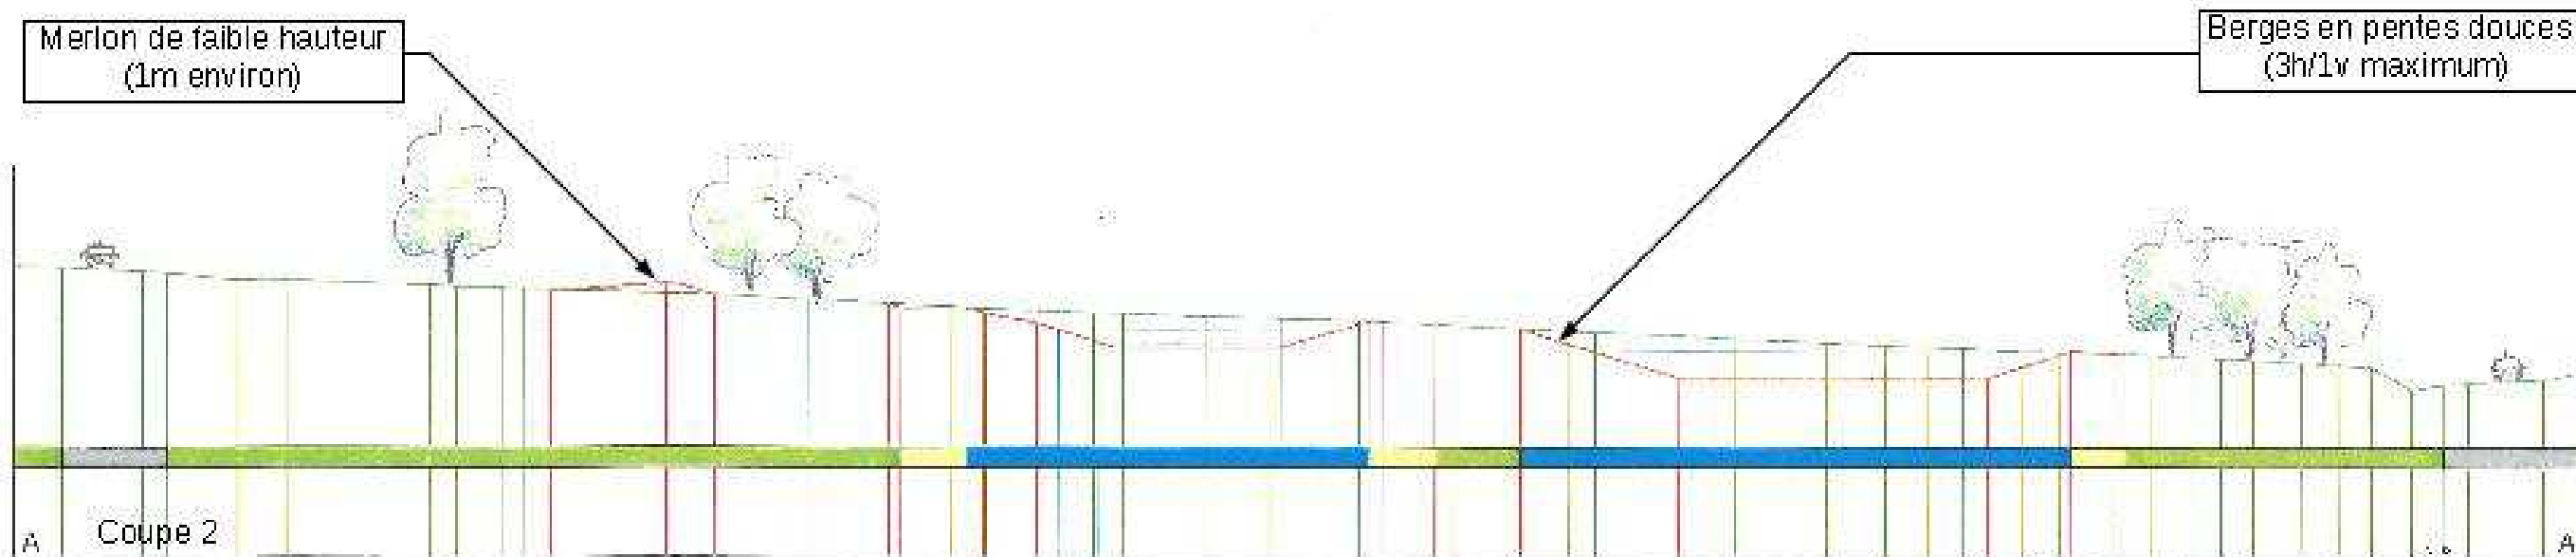 Merlon de faible hauteur
(1m environ)
Berges en pentes douces
(3h/1v maximum)
Coupe 2
A
A